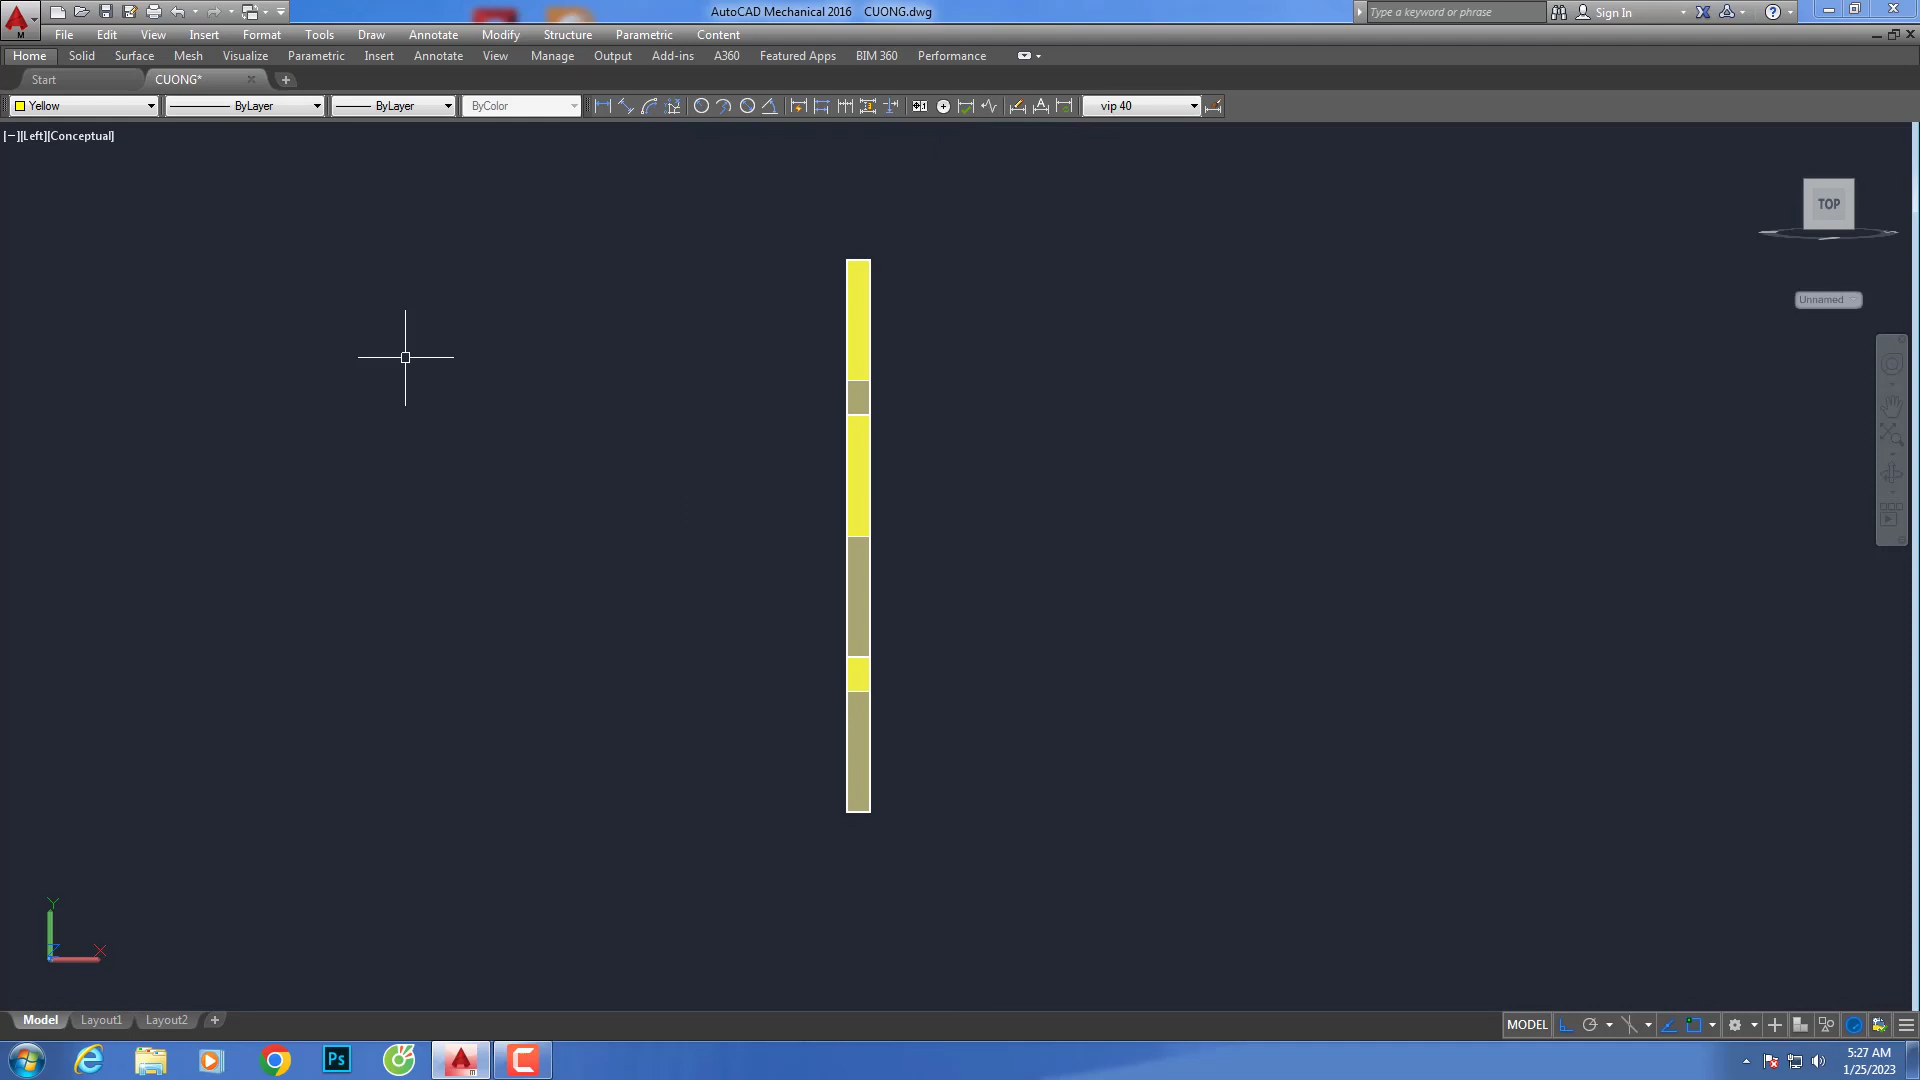 AutoCAD Mechanical 2016 CUONG.dwg
Type a keyword or phrase
Sign In
M
File Edit View Insert Format Tools Draw Annotate Modify Structure Parametric Content
Home Solid Surface Mesh Visualize Parametric Insert Annotate View Manage Output Add-ins A360 Featured Apps BIM 360 Performance
Start CUONG*
Yellow ByLayer ByLayer ByColor vip 40
[−][Left][Conceptual]
TOP
Unnamed
Y
Z
X
Model Layout1 Layout2
MODEL
Ps
5:27 AM
1/25/2023